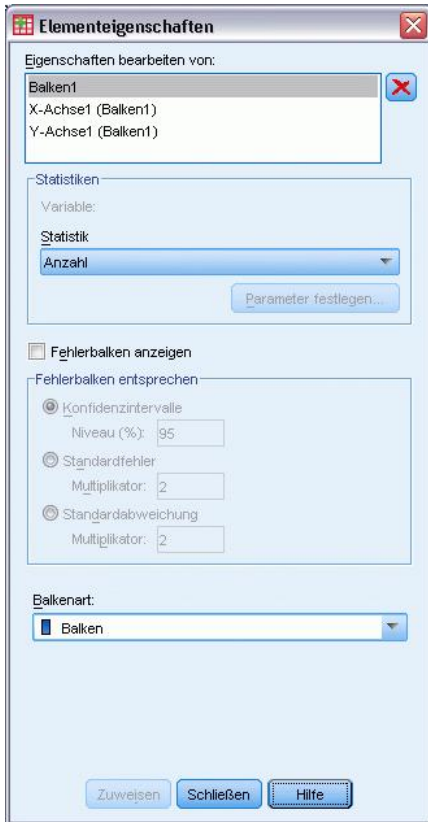 Elementeigenschaften
Eigenschaften bearbeiten von:
Balken1
X-Achse1 (Balken1)
Y-Achse1 (Balken1)
Statistiken
Variable:
Statistik
Anzahl
Parameter festlegen...
Fehlerbalken anzeigen
Fehlerbalken entsprechen
Konfidenzintervalle
Niveau (%): 95
Standardfehler
Multiplikator: 2
Standardabweichung
Multiplikator: 2
Balkenart:
Balken
Zuweisen Schließen Hilfe